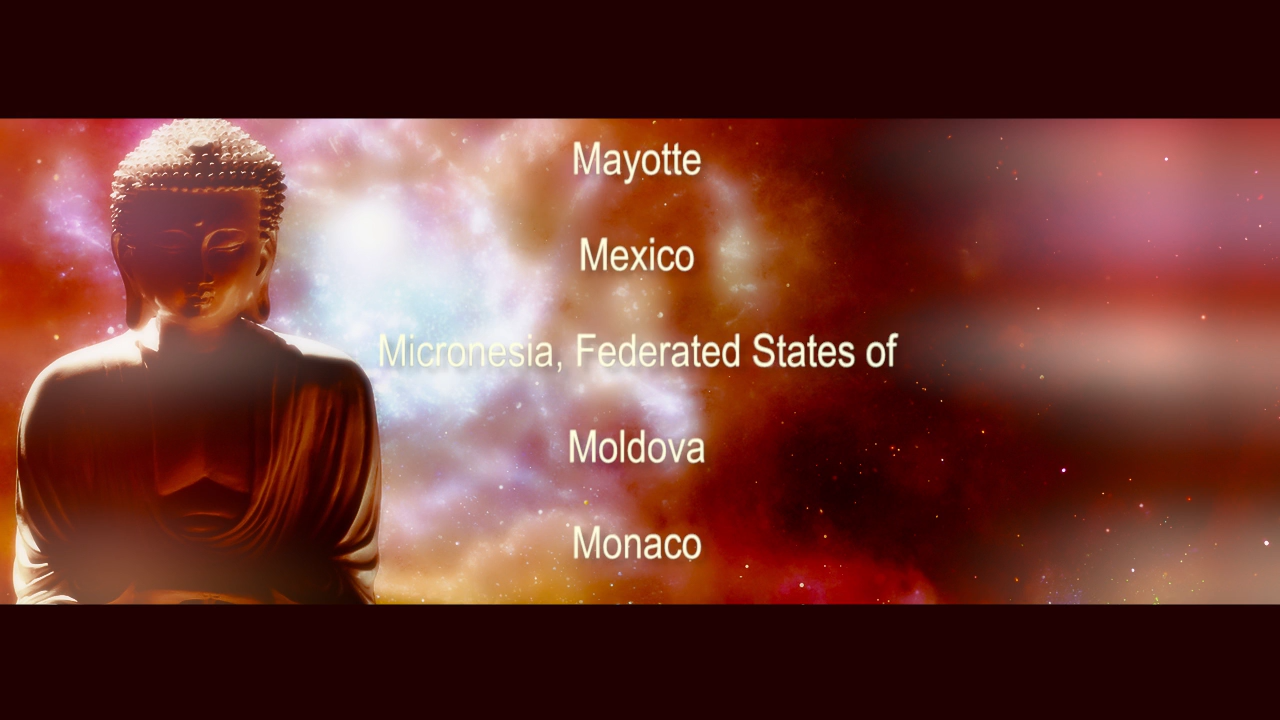 Mayotte
Mexico
Micronesia, Federated States of
Moldova
Monaco